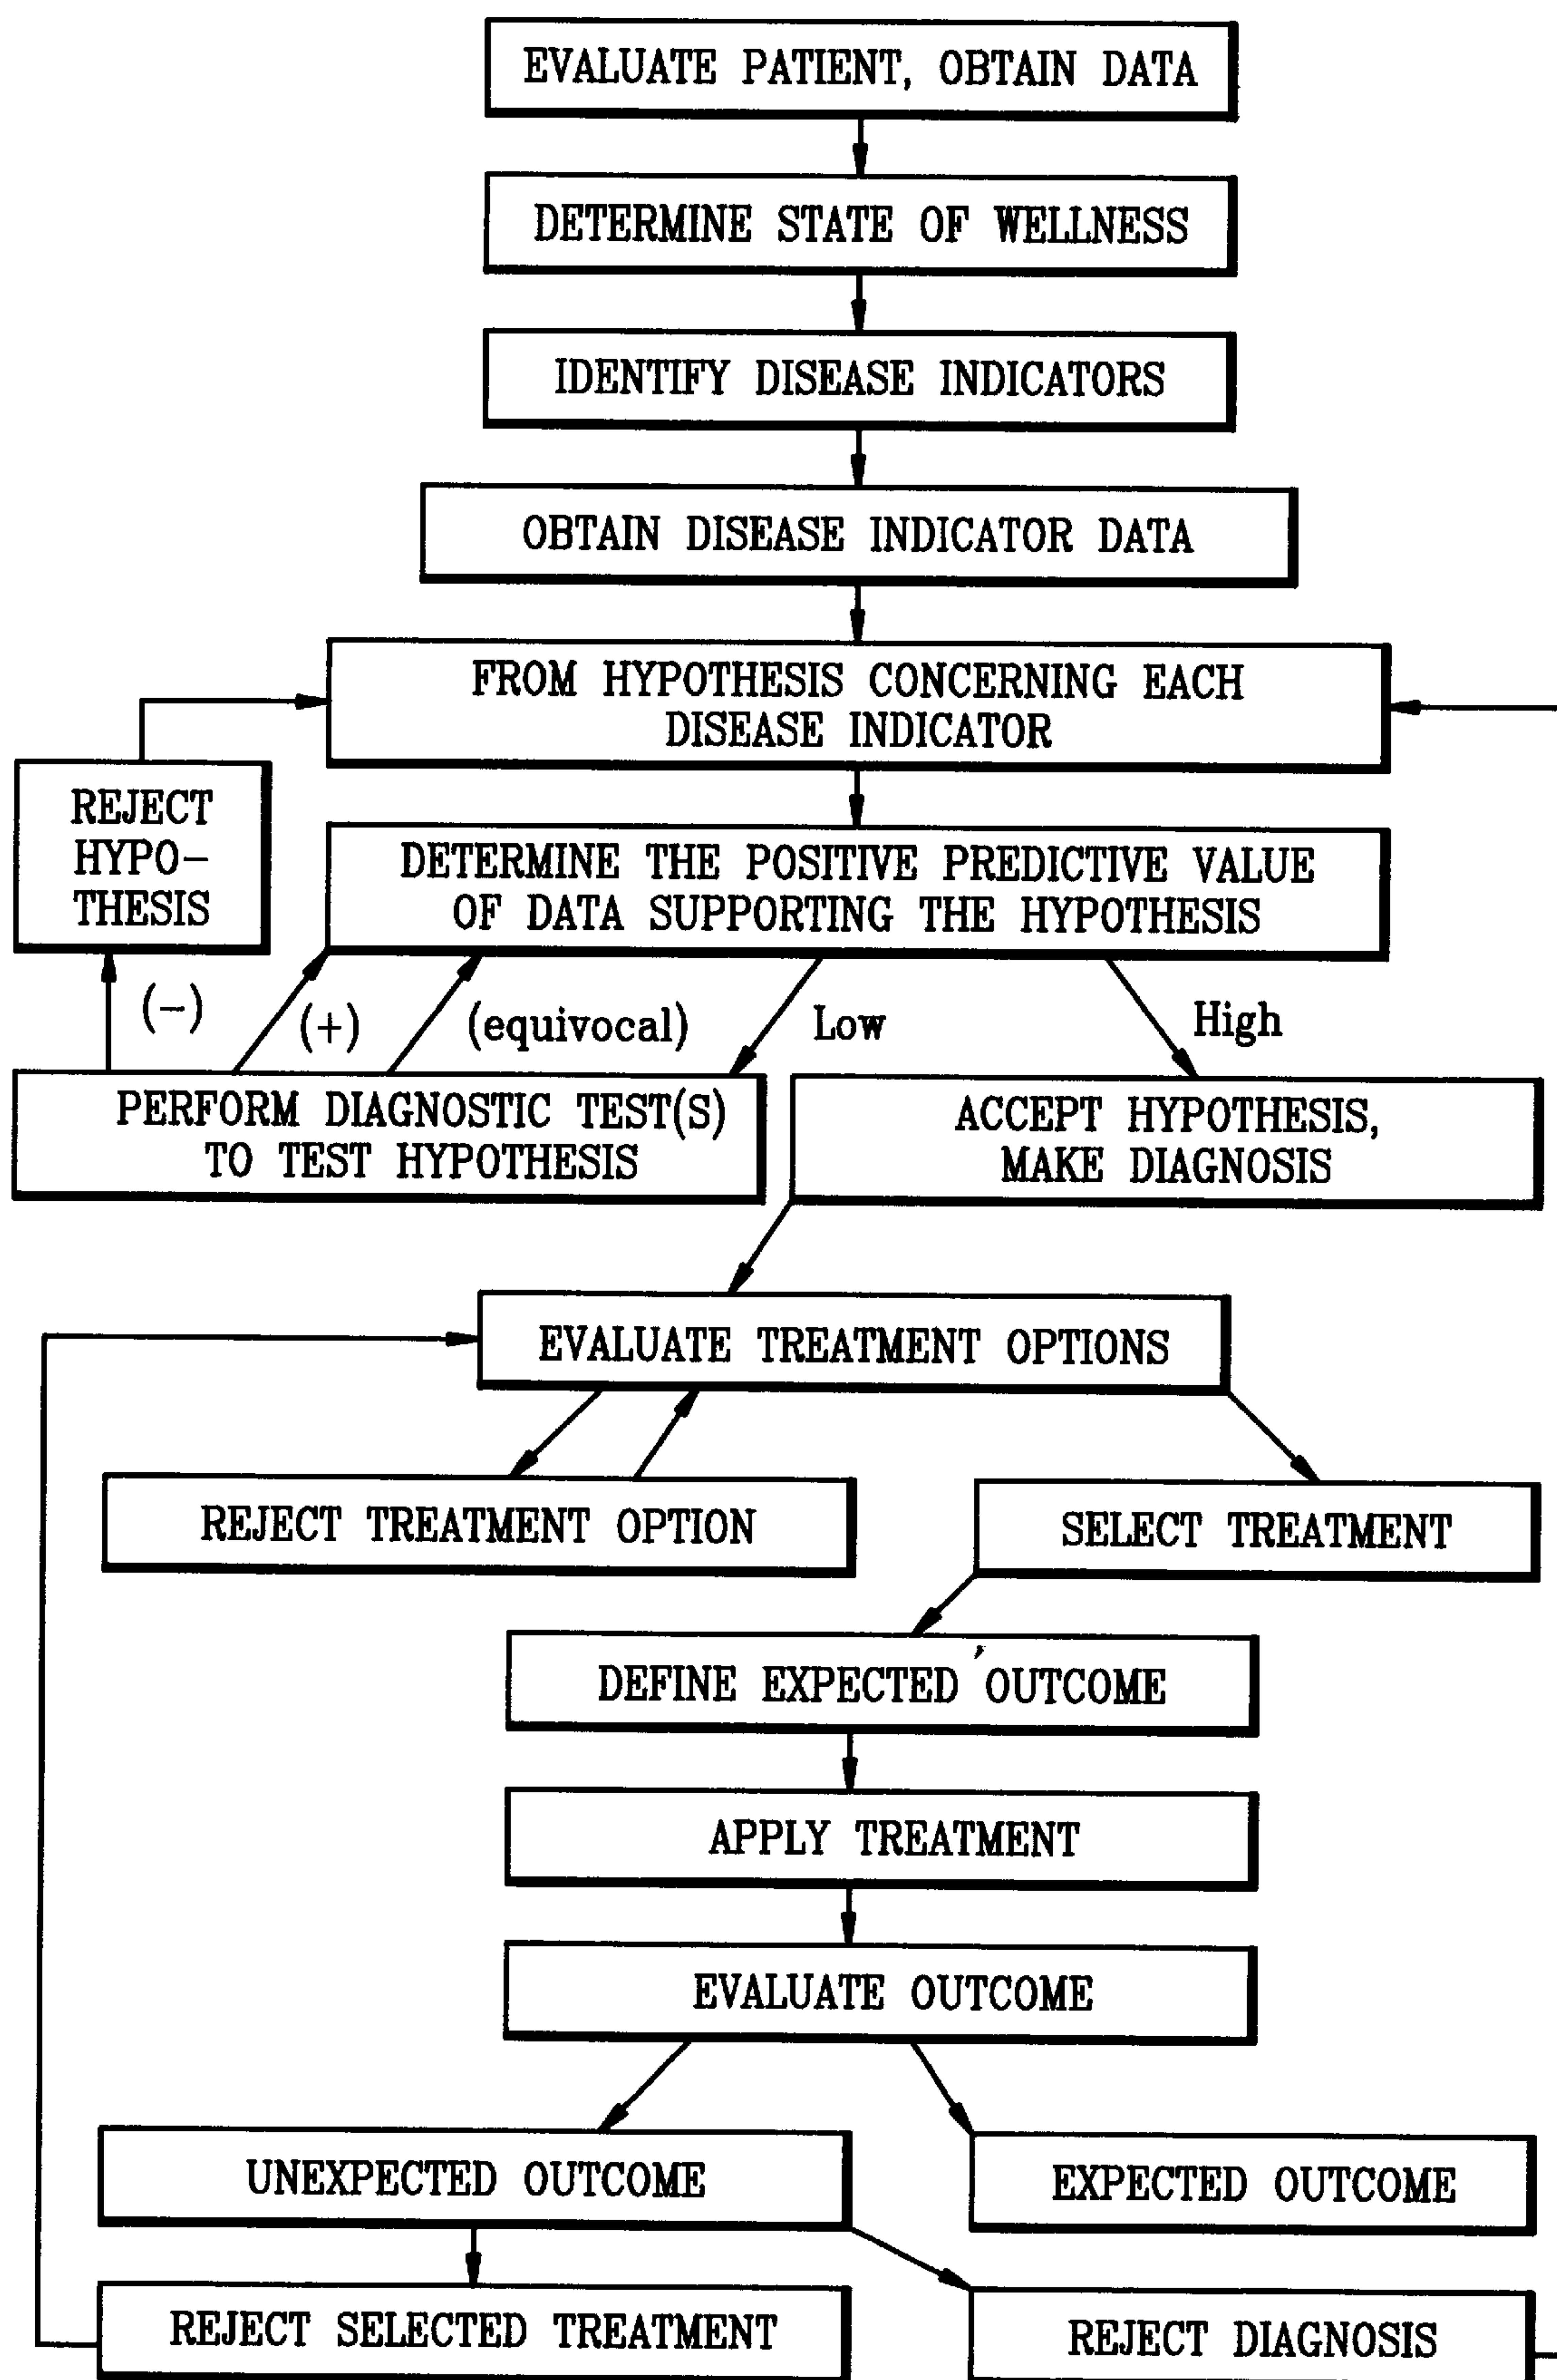 EVALUATE PATIENT, OBTAIN DATA
DETERMINE STATE OF WELLNESS
IDENTIFY DISEASE INDICATORS
OBTAIN DISEASE INDICATOR DATA
FROM HYPOTHESIS CONCERNING EACH
DISEASE INDICATOR
REJECT
HYPO-
THESIS
DETERMINE THE POSITIVE PREDICTIVE VALUE
OF DATA SUPPORTING THE HYPOTHESIS
(-)
(+)
(equivocal)
Low
High
PERFORM DIAGNOSTIC TEST(S)
TO TEST HYPOTHESIS
ACCEPT HYPOTHESIS,
MAKE DIAGNOSIS
EVALUATE TREATMENT OPTIONS
REJECT TREATMENT OPTION
SELECT TREATMENT
DEFINE EXPECTED OUTCOME
APPLY TREATMENT
EVALUATE OUTCOME
UNEXPECTED OUTCOME
EXPECTED OUTCOME
REJECT SELECTED TREATMENT
REJECT DIAGNOSIS